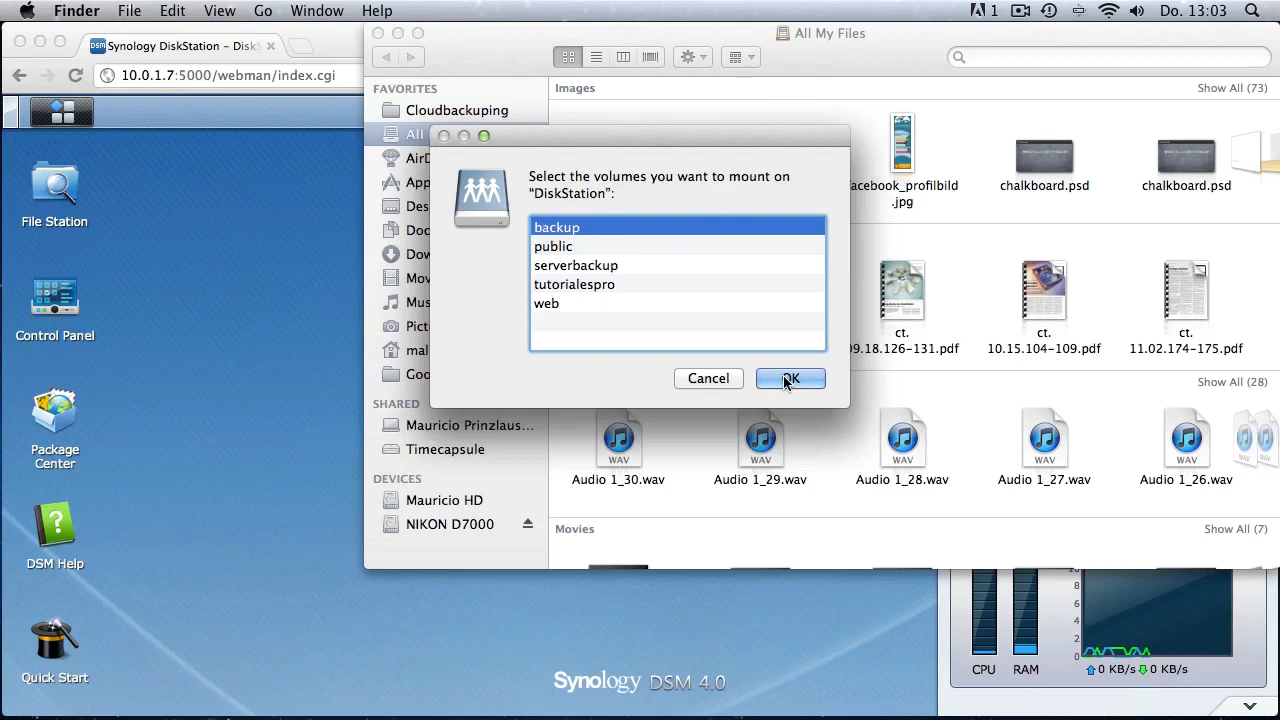 Finder File Edit View Go Window Help 1 Do. 13:03
Synology DiskStation – Disk
10.0.1.7:5000/webman/index.cgi
File Station
Control Panel
Package
Center
DSM Help
Quick Start
All My Files
FAVORITES
Cloudbackuping
All
AirD
App
Des
Doc
Dow
Mov
Mus
Pict
mal
Goo
SHARED
Mauricio Prinzlaus...
Timecapsule
DEVICES
Mauricio HD
NIKON D7000
Images Show All (73)
acebook_profilbild
.jpg
chalkboard.psd
chalkboard.psd
ct.
09.18.126-131.pdf
ct.
10.15.104-109.pdf
ct.
11.02.174-175.pdf
Show All (28)
WAV
WAV
WAV
WAV
WAV
Audio 1_30.wav
Audio 1_29.wav
Audio 1_28.wav
Audio 1_27.wav
Audio 1_26.wav
Movies Show All (7)
Select the volumes you want to mount on
"DiskStation":
backup
public
serverbackup
tutorialespro
web
Cancel OK
Synology DSM 4.0
10
8
6
4
2
0
CPU RAM 0 KB/s 0 KB/s